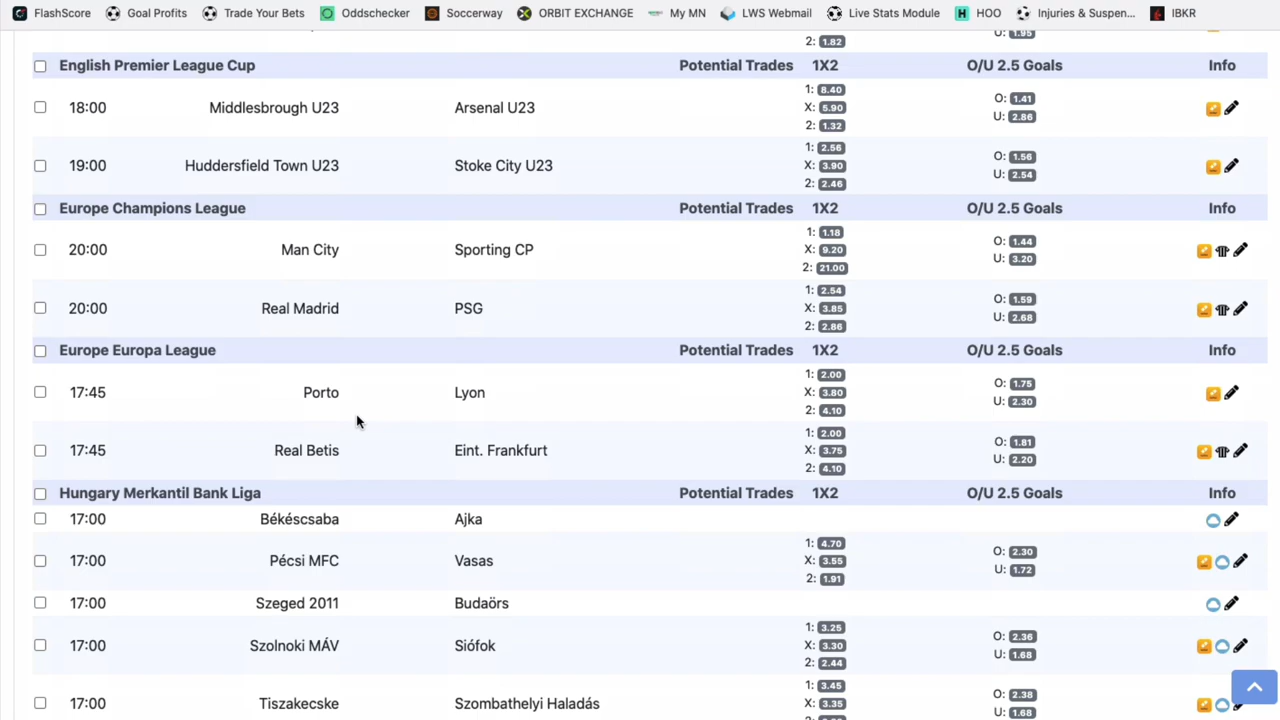 FlashScore Goal Profits Trade Your Bets Oddschecker Soccerway ORBIT EXCHANGE My MN LWS Webmail Live Stats Module HOO Injuries & Suspen... IBKR
2: 1.82 U: 1.95
English Premier League Cup Potential Trades 1X2 O/U 2.5 Goals Info
18:00 Middlesbrough U23 Arsenal U23
1: 8.40
X: 5.90
2: 1.32
O: 1.41
U: 2.86
19:00 Huddersfield Town U23 Stoke City U23
1: 2.56
X: 3.90
2: 2.46
O: 1.56
U: 2.54
Europe Champions League Potential Trades 1X2 O/U 2.5 Goals Info
20:00 Man City Sporting CP
1: 1.18
X: 9.20
2: 21.00
O: 1.44
U: 3.20
20:00 Real Madrid PSG
1: 2.54
X: 3.85
2: 2.86
O: 1.59
U: 2.68
Europe Europa League Potential Trades 1X2 O/U 2.5 Goals Info
17:45 Porto Lyon
1: 2.00
X: 3.80
2: 4.10
O: 1.75
U: 2.30
17:45 Real Betis Eint. Frankfurt
1: 2.00
X: 3.75
2: 4.10
O: 1.81
U: 2.20
Hungary Merkantil Bank Liga Potential Trades 1X2 O/U 2.5 Goals Info
17:00 Békéscsaba Ajka
17:00 Pécsi MFC Vasas
1: 4.70
X: 3.55
2: 1.91
O: 2.30
U: 1.72
17:00 Szeged 2011 Budaörs
17:00 Szolnoki MÁV Siófok
1: 3.25
X: 3.30
2: 2.44
O: 2.36
U: 1.68
17:00 Tiszakecske Szombathelyi Haladás
1: 3.45
X: 3.35
O: 2.38
U: 1.68